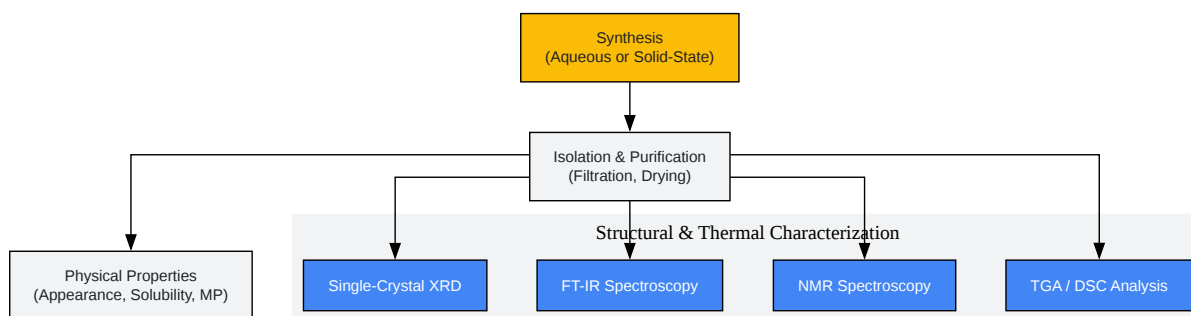 Synthesis
(Aqueous or Solid-State)
Isolation & Purification
(Filtration, Drying)
Structural & Thermal Characterization
Physical Properties
(Appearance, Solubility, MP)
Single-Crystal XRD
FT-IR Spectroscopy
NMR Spectroscopy
TGA / DSC Analysis